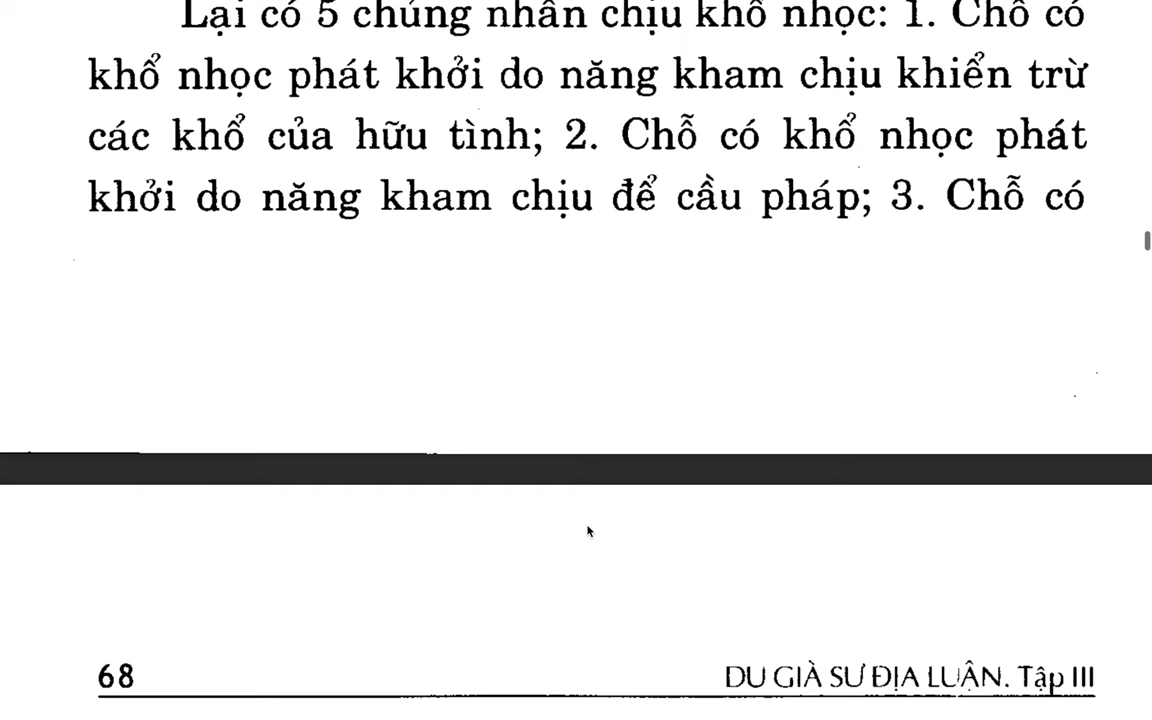 Lại có 5 chúng nhân chịu khổ nhọc: 1. Chỗ có
khổ nhọc phát khởi do năng kham chịu khiển trừ
các khổ của hữu tình; 2. Chỗ có khổ nhọc phát
khởi do năng kham chịu để cầu pháp; 3. Chỗ có
68 DU GIÀ SƯ ĐỊA LUẬN. Tập III